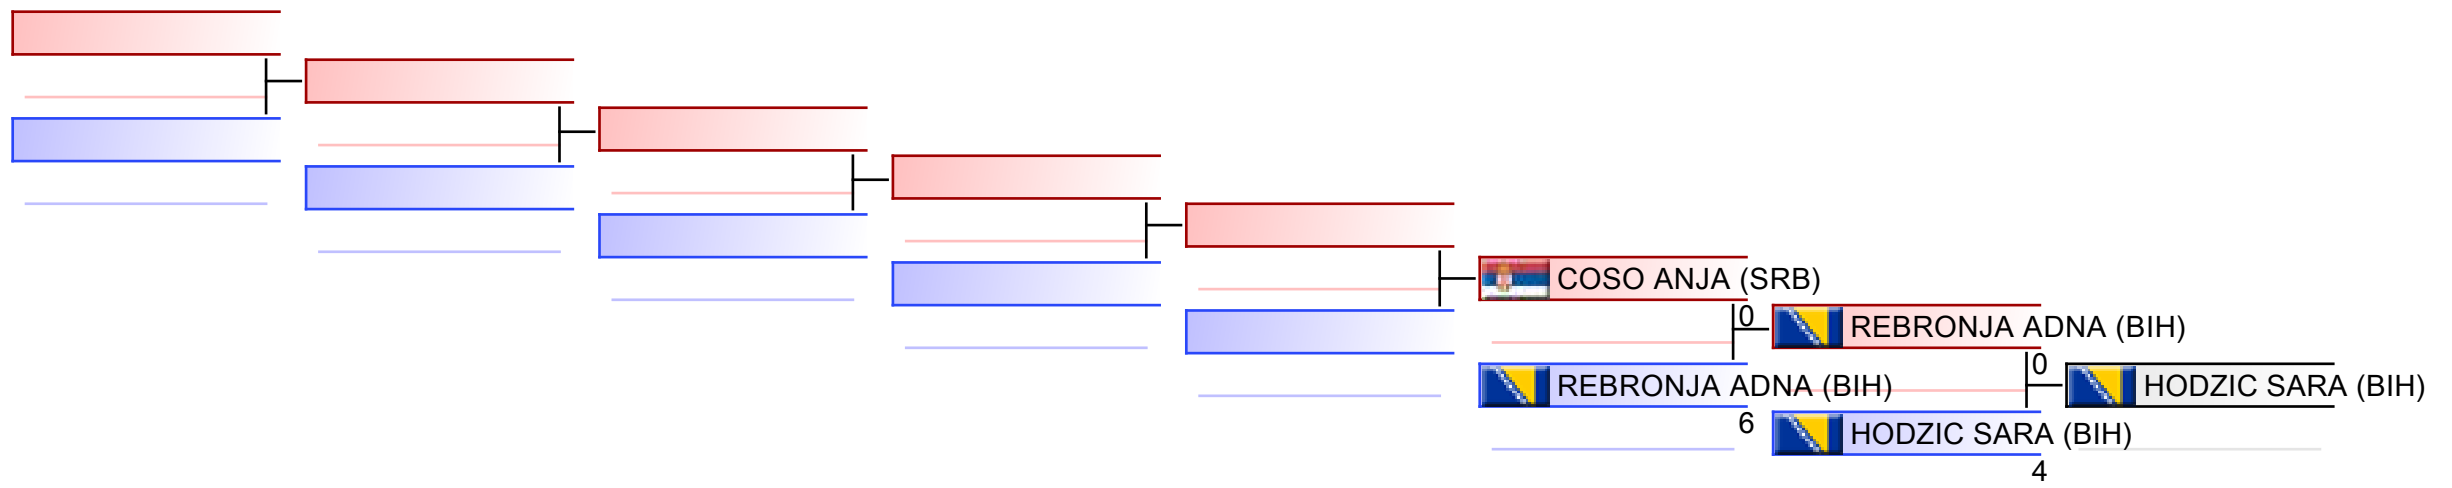 COSO ANJA (SRB)
0
REBRONJA ADNA (BIH)
6
REBRONJA ADNA (BIH)
0
HODZIC SARA (BIH)
4
HODZIC SARA (BIH)